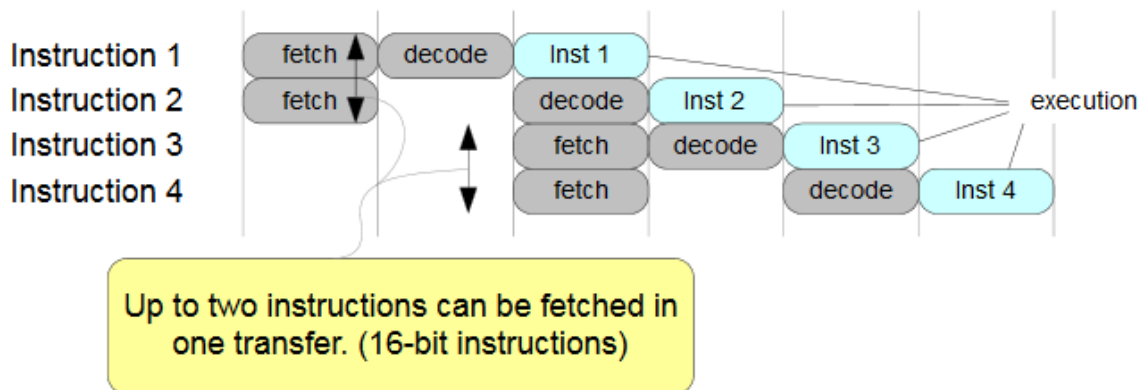 Instruction 1 fetch decode Inst 1
Instruction 2 fetch decode Inst 2 execution
Instruction 3 fetch decode Inst 3
Instruction 4 fetch decode Inst 4
Up to two instructions can be fetched in
one transfer. (16-bit instructions)